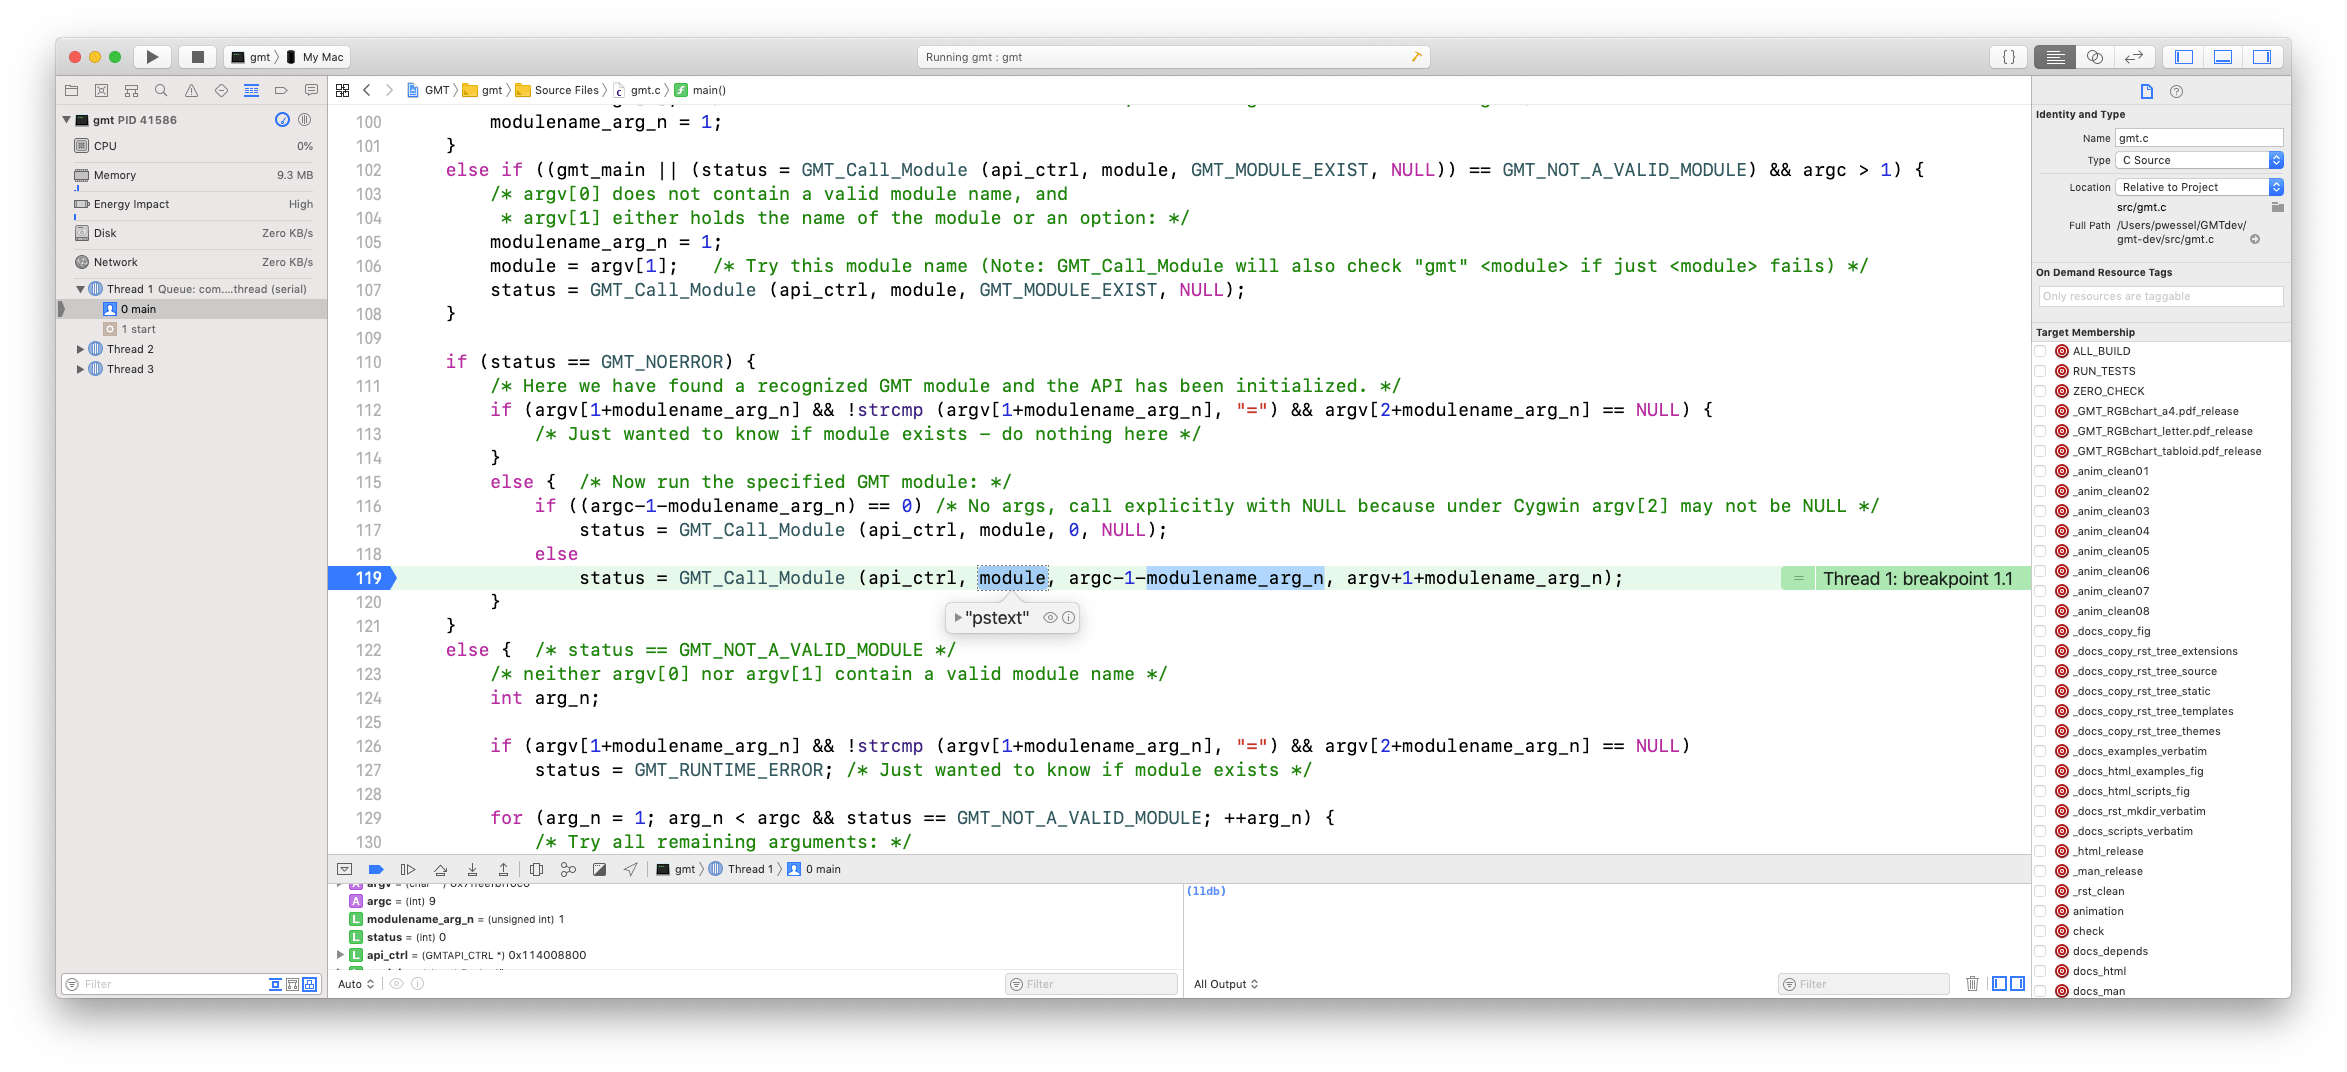 gmt 〉 My Mac
Running gmt : gmt
gmt PID 41586
CPU 0%
Memory 9.3 MB
Energy Impact High
Disk Zero KB/s
Network Zero KB/s
Thread 1 Queue: com....thread (serial)
0 main
1 start
Thread 2
Thread 3
Filter
GMT 〉 gmt 〉 Source Files 〉 gmt.c 〉 main()
100 modulename_arg_n = 1;
101 }
102 else if ((gmt_main || (status = GMT_Call_Module (api_ctrl, module, GMT_MODULE_EXIST, NULL)) == GMT_NOT_A_VALID_MODULE) && argc > 1) {
103 /* argv[0] does not contain a valid module name, and
104 * argv[1] either holds the name of the module or an option: */
105 modulename_arg_n = 1;
106 module = argv[1]; /* Try this module name (Note: GMT_Call_Module will also check "gmt" <module> if just <module> fails) */
107 status = GMT_Call_Module (api_ctrl, module, GMT_MODULE_EXIST, NULL);
108 }
109
110 if (status == GMT_NOERROR) {
111 /* Here we have found a recognized GMT module and the API has been initialized. */
112 if (argv[1+modulename_arg_n] && !strcmp (argv[1+modulename_arg_n], "=") && argv[2+modulename_arg_n] == NULL) {
113 /* Just wanted to know if module exists – do nothing here */
114 }
115 else { /* Now run the specified GMT module: */
116 if ((argc-1-modulename_arg_n) == 0) /* No args, call explicitly with NULL because under Cygwin argv[2] may not be NULL */
117 status = GMT_Call_Module (api_ctrl, module, 0, NULL);
118 else
119 status = GMT_Call_Module (api_ctrl, module, argc-1-modulename_arg_n, argv+1+modulename_arg_n); = Thread 1: breakpoint 1.1
120 }
"pstext"
121 }
122 else { /* status == GMT_NOT_A_VALID_MODULE */
123 /* neither argv[0] nor argv[1] contain a valid module name */
124 int arg_n;
125
126 if (argv[1+modulename_arg_n] && !strcmp (argv[1+modulename_arg_n], "=") && argv[2+modulename_arg_n] == NULL)
127 status = GMT_RUNTIME_ERROR; /* Just wanted to know if module exists */
128
129 for (arg_n = 1; arg_n < argc && status == GMT_NOT_A_VALID_MODULE; ++arg_n) {
130 /* Try all remaining arguments: */
gmt 〉 Thread 1 〉 0 main
A argc = (int) 9
L modulename_arg_n = (unsigned int) 1
L status = (int) 0
L api_ctrl = (GMTAPI_CTRL *) 0x114008800
Auto
Filter
(lldb)
All Output
Filter
Identity and Type
Name gmt.c
Type C Source
Location Relative to Project
src/gmt.c
Full Path /Users/pwessel/GMTdev/
gmt-dev/src/gmt.c
On Demand Resource Tags
Only resources are taggable
Target Membership
ALL_BUILD
RUN_TESTS
ZERO_CHECK
_GMT_RGBchart_a4.pdf_release
_GMT_RGBchart_letter.pdf_release
_GMT_RGBchart_tabloid.pdf_release
_anim_clean01
_anim_clean02
_anim_clean03
_anim_clean04
_anim_clean05
_anim_clean06
_anim_clean07
_anim_clean08
_docs_copy_fig
_docs_copy_rst_tree_extensions
_docs_copy_rst_tree_source
_docs_copy_rst_tree_static
_docs_copy_rst_tree_templates
_docs_copy_rst_tree_themes
_docs_examples_verbatim
_docs_html_examples_fig
_docs_html_scripts_fig
_docs_rst_mkdir_verbatim
_docs_scripts_verbatim
_html_release
_man_release
_rst_clean
animation
check
docs_depends
docs_html
docs_man